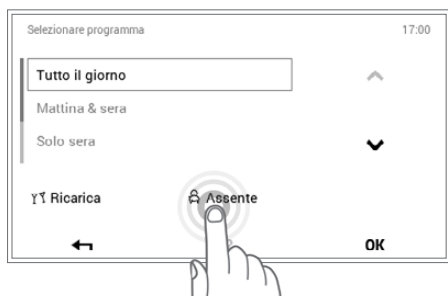 Selezionare programma 17:00
Tutto il giorno
Mattina & sera
Solo sera
Ricarica Assente
OK